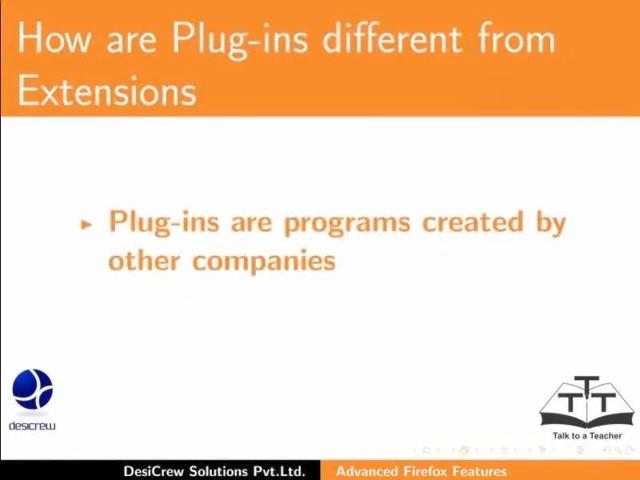 How are Plug-ins different from
Extensions
▸ Plug-ins are programs created by
other companies
desicrew
TTT
Talk to a Teacher
DesiCrew Solutions Pvt.Ltd.
Advanced Firefox Features